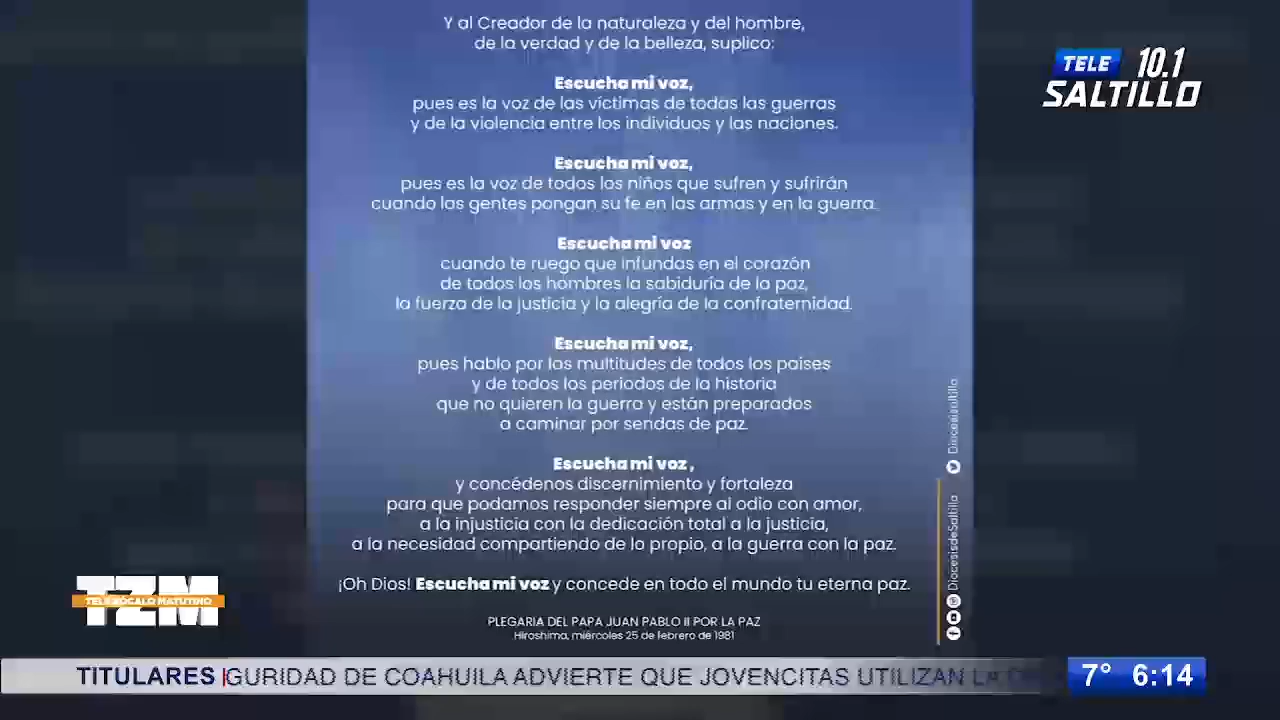 Y al Creador de la naturaleza y del hombre,
de la verdad y de la belleza, suplico:
Escucha mi voz,
pues es la voz de las víctimas de todas las guerras
y de la violencia entre los individuos y las naciones.
Escucha mi voz,
pues es la voz de todos los niños que sufren y sufrirán
cuando las gentes pongan su fe en las armas y en la guerra.
Escucha mi voz
cuando te ruego que infundas en el corazón
de todos los hombres la sabiduría de la paz,
la fuerza de la justicia y la alegría de la confraternidad.
Escucha mi voz,
pues hablo por las multitudes de todos los países
y de todos los periodos de la historia
que no quieren la guerra y están preparados
a caminar por sendas de paz.
Escucha mi voz,
y concédenos discernimiento y fortaleza
para que podamos responder siempre al odio con amor,
a la injusticia con la dedicación total a la justicia,
a la necesidad compartiendo de lo propio, a la guerra con la paz.
¡Oh Dios! Escucha mi voz y concede en todo el mundo tu eterna paz.
PLEGARIA DEL PAPA JUAN PABLO II POR LA PAZ
Hiroshima, miércoles 25 de febrero de 1981
DiocesisdeSaltillo
Diocesisaltillo
TELE 10.1
SALTILLO
TZM
TELE ZÓCALO MATUTINO
TITULARES
GURIDAD DE COAHUILA ADVIERTE QUE JOVENCITAS UTILIZAN
7° 6:14